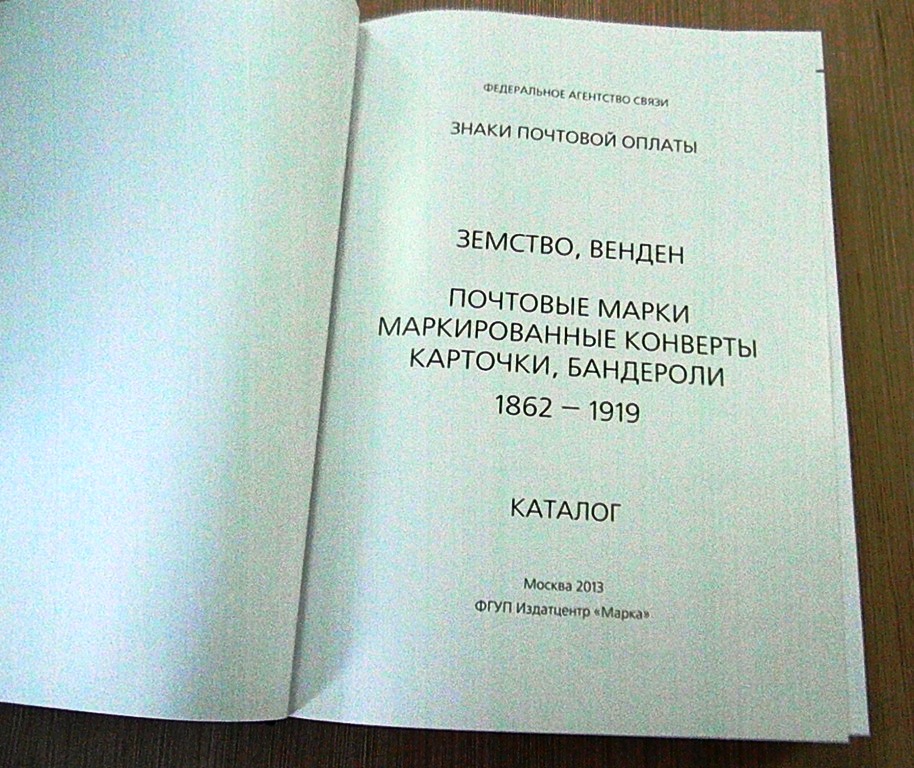 ФЕДЕРАЛЬНОЕ АГЕНТСТВО СВЯЗИ
ЗНАКИ ПОЧТОВОЙ ОПЛАТЫ
ЗЕМСТВО, ВЕНДЕН
ПОЧТОВЫЕ МАРКИ
МАРКИРОВАННЫЕ КОНВЕРТЫ
КАРТОЧКИ, БАНДЕРОЛИ
1862 – 1919
КАТАЛОГ
Москва 2013
ФГУП Издатцентр «Марка»